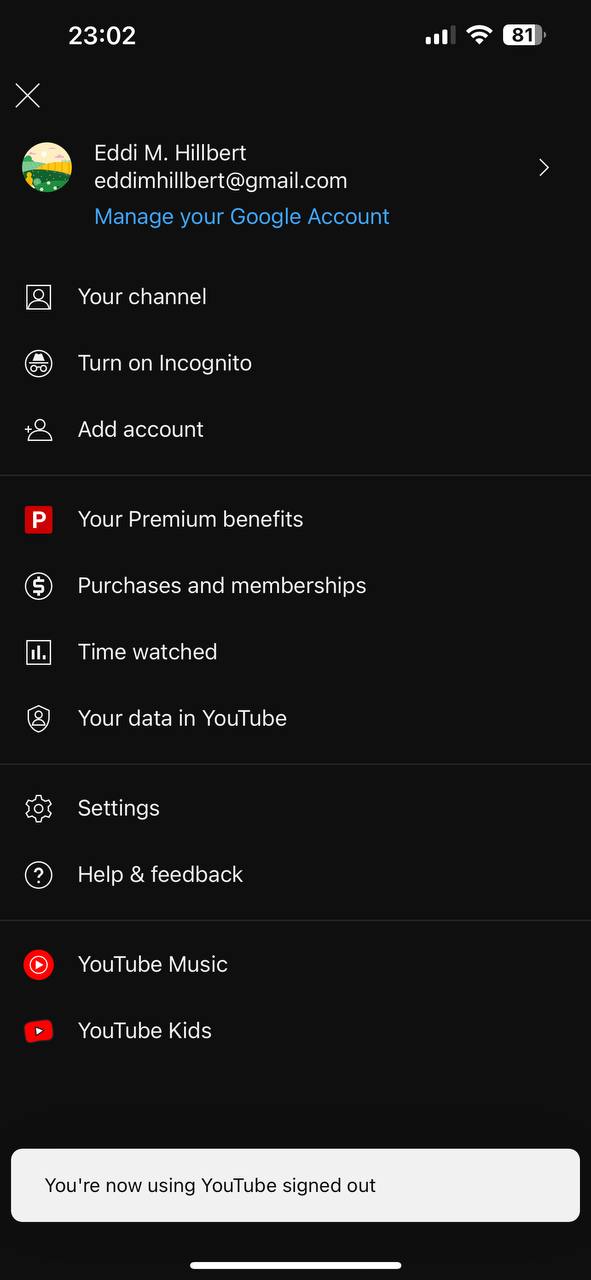 23:02
81
Eddi M. Hillbert
eddimhillbert@gmail.com
Manage your Google Account
Your channel
Turn on Incognito
Add account
P
Your Premium benefits
$
Purchases and memberships
Time watched
Your data in YouTube
Settings
?
Help & feedback
YouTube Music
YouTube Kids
You're now using YouTube signed out